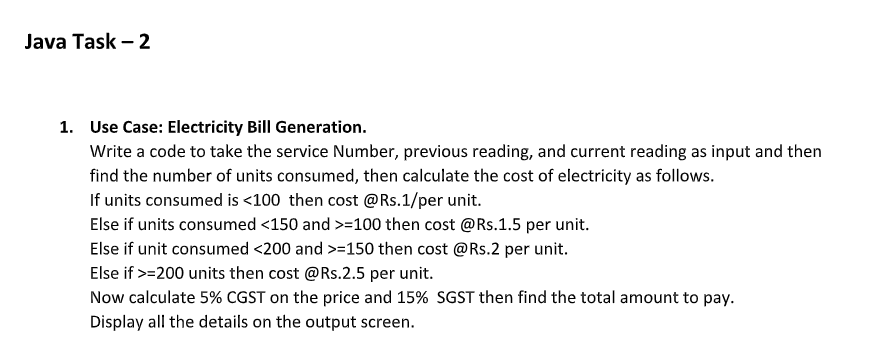 Java Task – 2
1. Use Case: Electricity Bill Generation.
Write a code to take the service Number, previous reading, and current reading as input and then
find the number of units consumed, then calculate the cost of electricity as follows.
If units consumed is <100  then cost @Rs.1/per unit.
Else if units consumed <150 and >=100 then cost @Rs.1.5 per unit.
Else if unit consumed <200 and >=150 then cost @Rs.2 per unit.
Else if >=200 units then cost @Rs.2.5 per unit.
Now calculate 5% CGST on the price and 15%  SGST then find the total amount to pay.
Display all the details on the output screen.